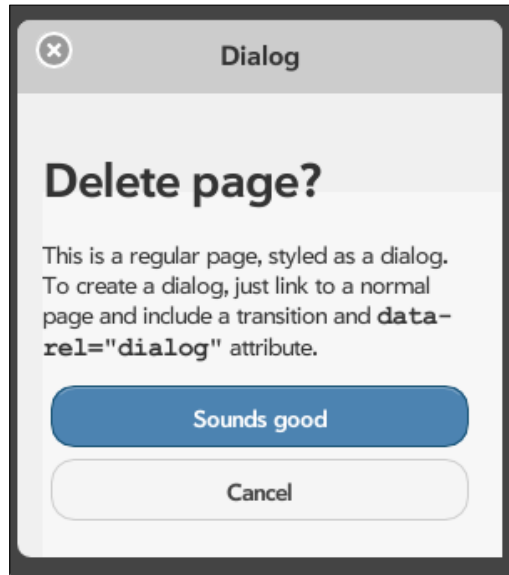 Dialog
Delete page?
This is a regular page, styled as a dialog.
To create a dialog, just link to a normal
page and include a transition and data-
rel="dialog" attribute.
Sounds good
Cancel